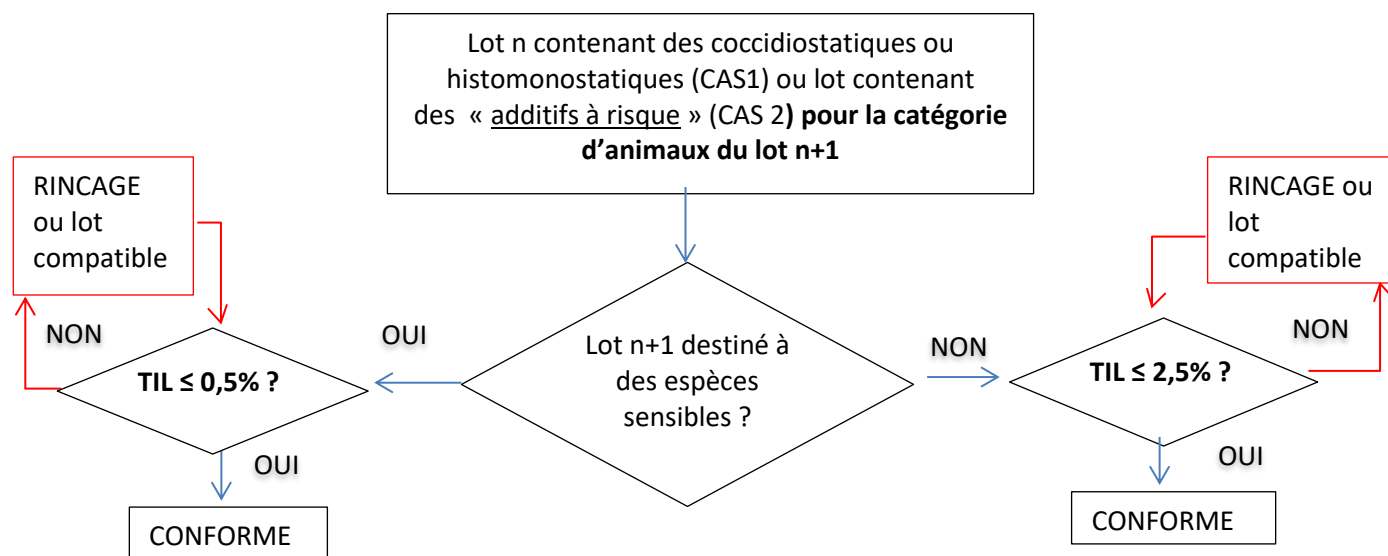 Lot n contenant des coccidiostatiques ou
histomonostatiques (CAS1) ou lot contenant
des « additifs à risque » (CAS 2) pour la catégorie
d’animaux du lot n+1
RINCAGE
ou lot
compatible
RINCAGE ou
lot
compatible
NON
OUI
Lot n+1 destiné à
des espèces
sensibles ?
NON
NON
TIL ≤ 0,5% ?
TIL ≤ 2,5% ?
OUI
OUI
CONFORME
CONFORME